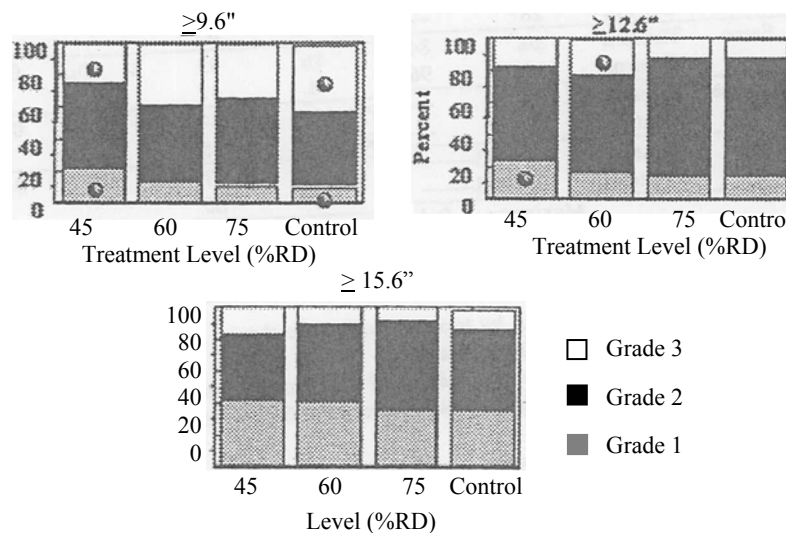 ≥9.6"
100
80
60
40
20
0
45 60 75 Control
Treatment Level (%RD)
≥12.6"
Percent
100
80
60
40
20
0
45 60 75 Control
Treatment Level (%RD)
≥ 15.6”
100
80
60
40
20
0
45 60 75 Control
Level (%RD)
Grade 3
Grade 2
Grade 1